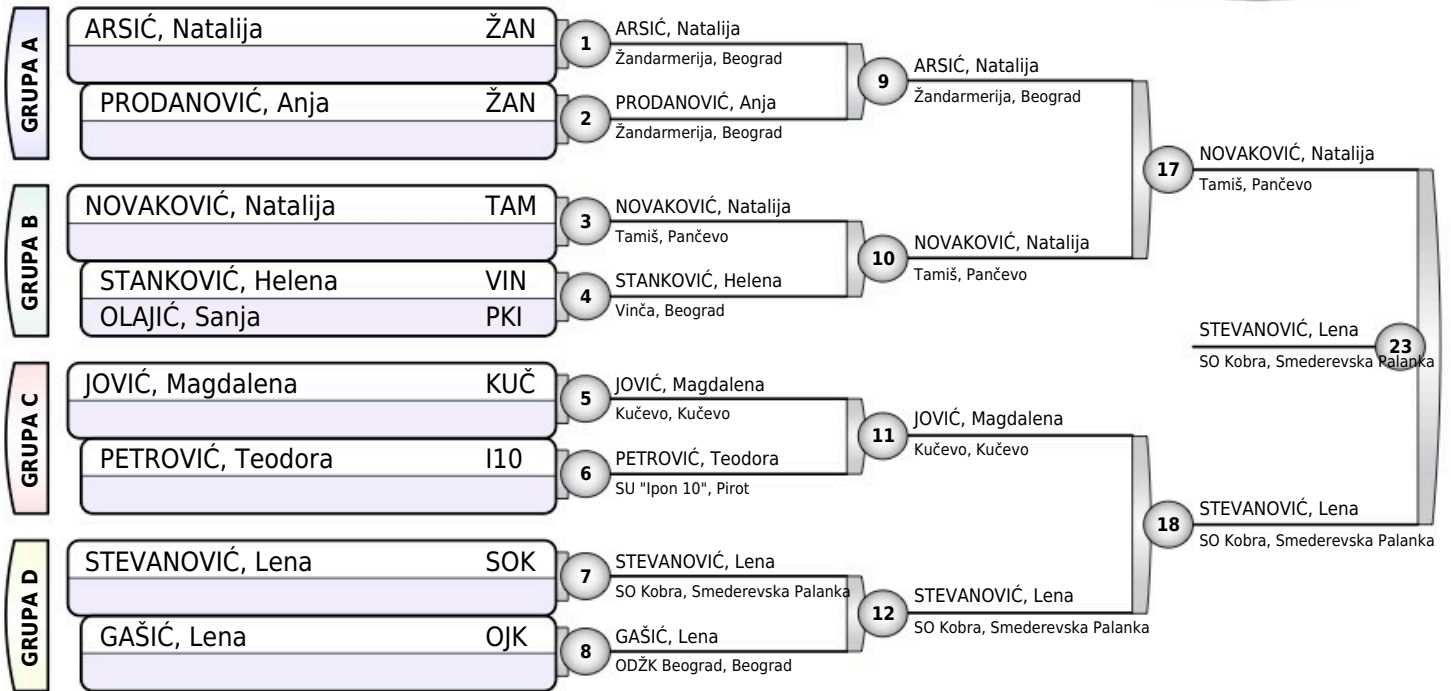 GRUPA A
ARSIĆ, Natalija ŽAN
PRODANOVIĆ, Anja ŽAN
GRUPA B
NOVAKOVIĆ, Natalija TAM
STANKOVIĆ, Helena VIN
OLAJIĆ, Sanja PKI
GRUPA C
JOVIĆ, Magdalena KUČ
PETROVIĆ, Teodora I10
GRUPA D
STEVANOVIĆ, Lena SOK
GAŠIĆ, Lena OJK
1
ARSIĆ, Natalija
Žandarmerija, Beograd
2
PRODANOVIĆ, Anja
Žandarmerija, Beograd
3
NOVAKOVIĆ, Natalija
Tamiš, Pančevo
4
STANKOVIĆ, Helena
Vinča, Beograd
5
JOVIĆ, Magdalena
Kučevo, Kučevo
6
PETROVIĆ, Teodora
SU "Ipon 10", Pirot
7
STEVANOVIĆ, Lena
SO Kobra, Smederevska Palanka
8
GAŠIĆ, Lena
ODŽK Beograd, Beograd
9
ARSIĆ, Natalija
Žandarmerija, Beograd
10
NOVAKOVIĆ, Natalija
Tamiš, Pančevo
11
JOVIĆ, Magdalena
Kučevo, Kučevo
12
STEVANOVIĆ, Lena
SO Kobra, Smederevska Palanka
17
NOVAKOVIĆ, Natalija
Tamiš, Pančevo
18
STEVANOVIĆ, Lena
SO Kobra, Smederevska Palanka
STEVANOVIĆ, Lena
23
SO Kobra, Smederevska Palanka